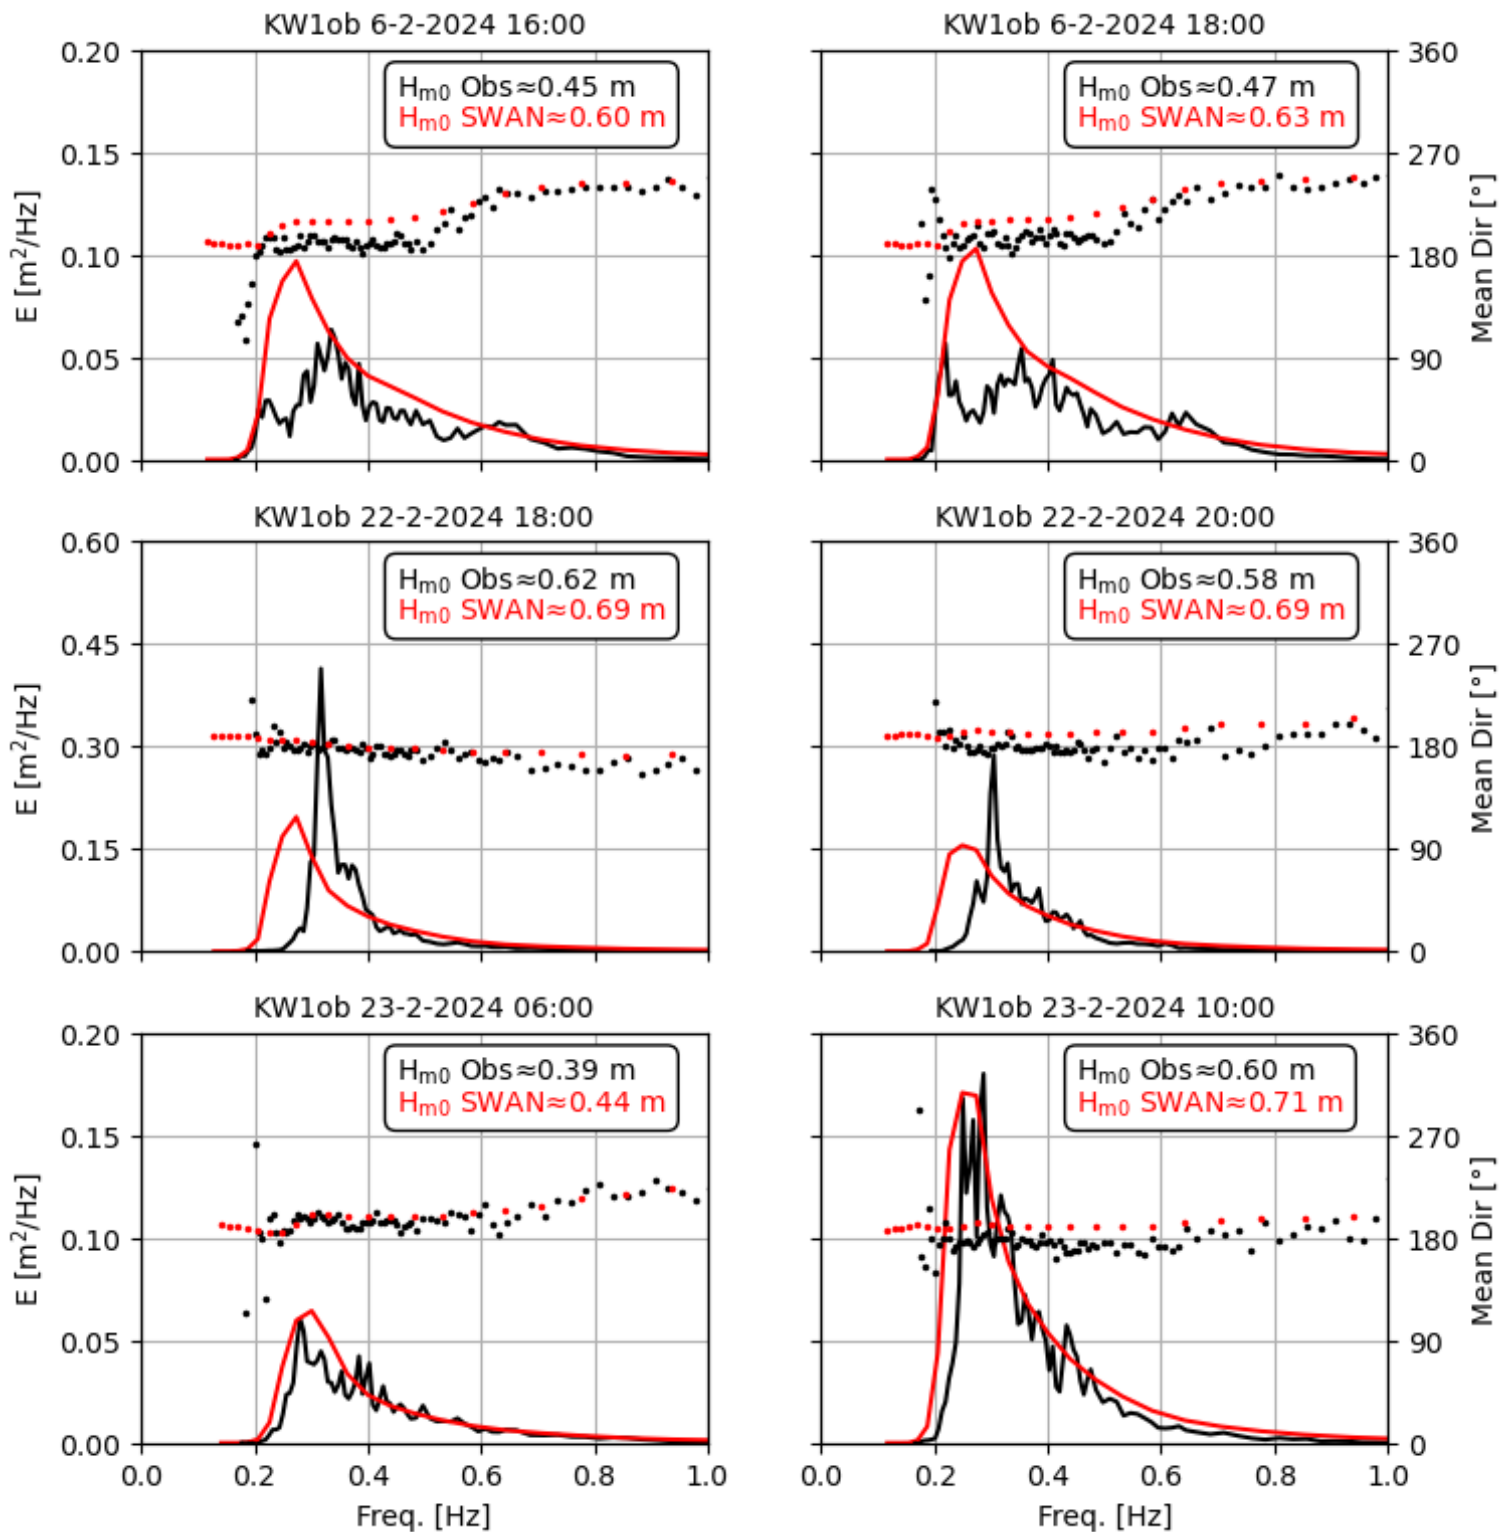 KW1ob 6-2-2024 16:00
KW1ob 6-2-2024 18:00
0.20
0.15
0.10
0.05
0.00
E [m²/Hz]
Hm0 Obs≈0.45 m
Hm0 SWAN≈0.60 m
Hm0 Obs≈0.47 m
Hm0 SWAN≈0.63 m
360
270
180
90
0
Mean Dir [°]
KW1ob 22-2-2024 18:00
KW1ob 22-2-2024 20:00
0.60
0.45
0.30
0.15
0.00
E [m²/Hz]
Hm0 Obs≈0.62 m
Hm0 SWAN≈0.69 m
Hm0 Obs≈0.58 m
Hm0 SWAN≈0.69 m
360
270
180
90
0
Mean Dir [°]
KW1ob 23-2-2024 06:00
KW1ob 23-2-2024 10:00
0.20
0.15
0.10
0.05
0.00
E [m²/Hz]
Hm0 Obs≈0.39 m
Hm0 SWAN≈0.44 m
Hm0 Obs≈0.60 m
Hm0 SWAN≈0.71 m
360
270
180
90
0
Mean Dir [°]
0.0 0.2 0.4 0.6 0.8 1.0
0.0 0.2 0.4 0.6 0.8 1.0
Freq. [Hz]
Freq. [Hz]